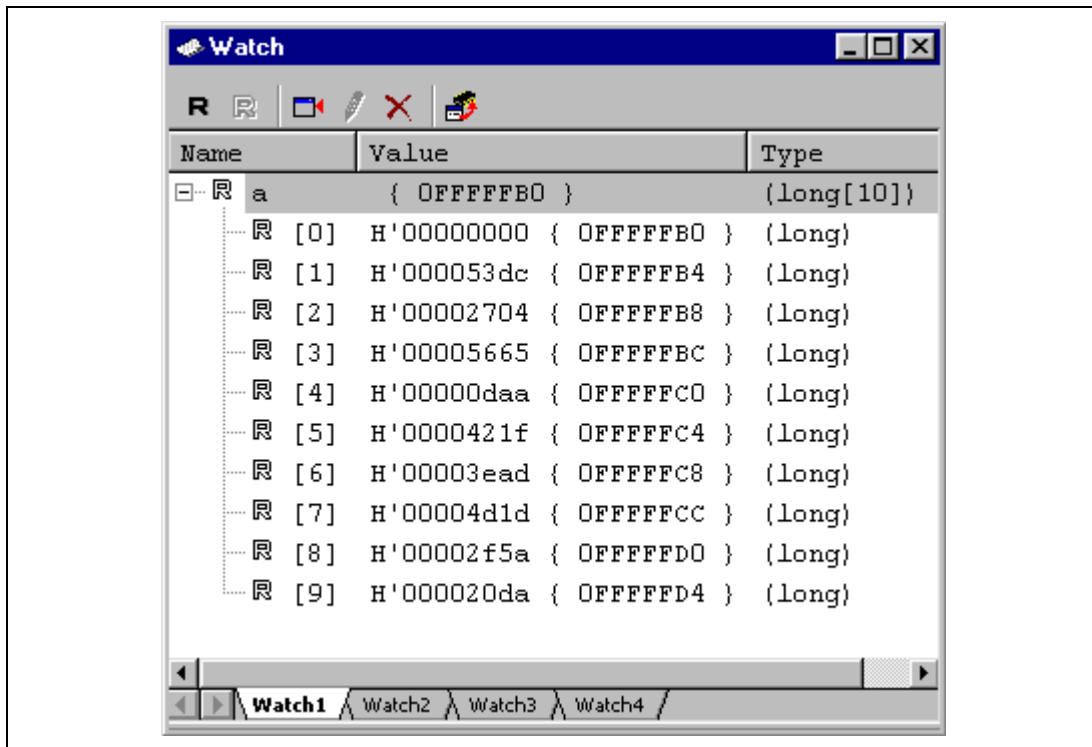 Watch
R R
Name Value Type
R a { 0FFFFFB0 } (long[10])
R [0] H'00000000 { 0FFFFFB0 } (long)
R [1] H'000053dc { 0FFFFFB4 } (long)
R [2] H'00002704 { 0FFFFFB8 } (long)
R [3] H'00005665 { 0FFFFFBC } (long)
R [4] H'00000daa { 0FFFFFC0 } (long)
R [5] H'0000421f { 0FFFFFC4 } (long)
R [6] H'00003ead { 0FFFFFC8 } (long)
R [7] H'00004d1d { 0FFFFFCC } (long)
R [8] H'00002f5a { 0FFFFFD0 } (long)
R [9] H'000020da { 0FFFFFD4 } (long)
Watch1 Watch2 Watch3 Watch4